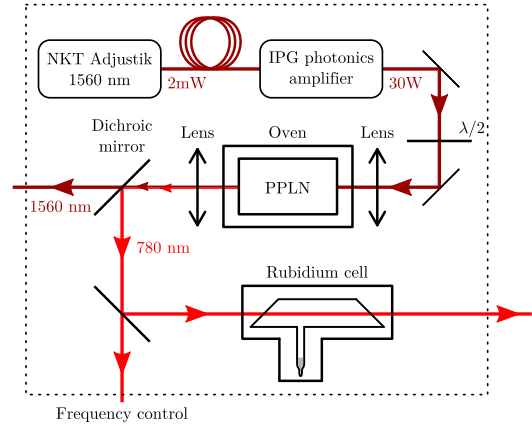 NKT Adjustik
1560 nm
2mW
IPG photonics
amplifier
30W
λ/2
Dichroic
mirror
Lens
Oven
Lens
PPLN
1560 nm
780 nm
Rubidium cell
Frequency control